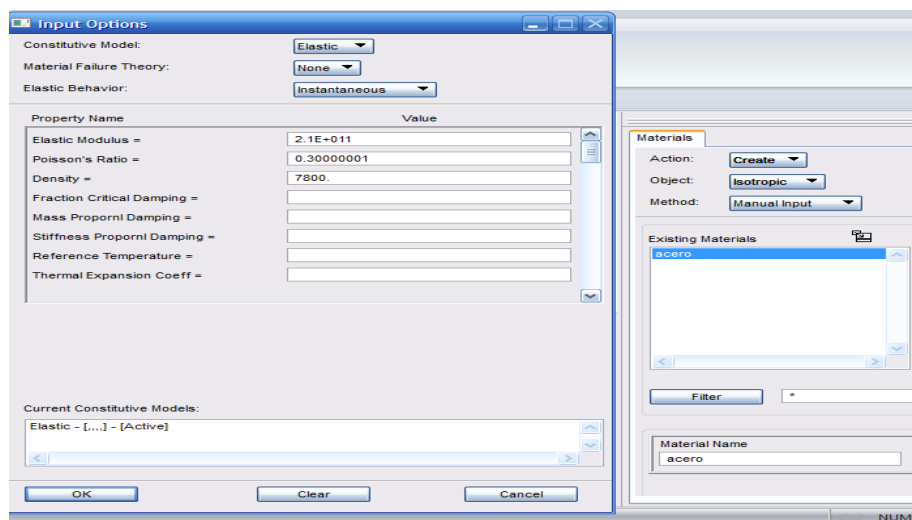 Input Options
Constitutive Model: Elastic
Material Failure Theory: None
Elastic Behavior: Instantaneous
Property Name Value
Elastic Modulus = 2.1E+011
Poisson's Ratio = 0.30000001
Density = 7800.
Fraction Critical Damping =
Mass Propornl Damping =
Stiffness Propornl Damping =
Reference Temperature =
Thermal Expansion Coeff =
Current Constitutive Models:
Elastic - [,,,,] - [Active]
OK Clear Cancel
Materials
Action: Create
Object: Isotropic
Method: Manual Input
Existing Materials
acero
Filter *
Material Name
acero
NUM